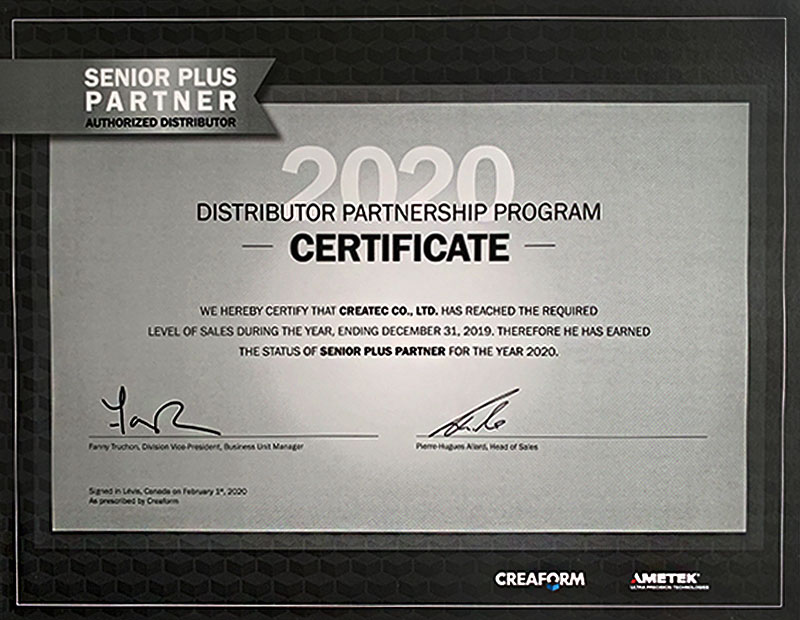 SENIOR PLUS
PARTNER
AUTHORIZED DISTRIBUTOR
2020
DISTRIBUTOR PARTNERSHIP PROGRAM
CERTIFICATE
WE HEREBY CERTIFY THAT CREATEC CO., LTD. HAS REACHED THE REQUIRED
LEVEL OF SALES DURING THE YEAR, ENDING DECEMBER 31, 2019. THEREFORE HE HAS EARNED
THE STATUS OF SENIOR PLUS PARTNER FOR THE YEAR 2020.
Fanny Truchon, Division Vice-President, Business Unit Manager
Pierre-Hugues Allard, Head of Sales
Signed in Lévis, Canada on February 1st, 2020
As prescribed by Creaform
CREAFORM
AMETEK®
ULTRA PRECISION TECHNOLOGIES